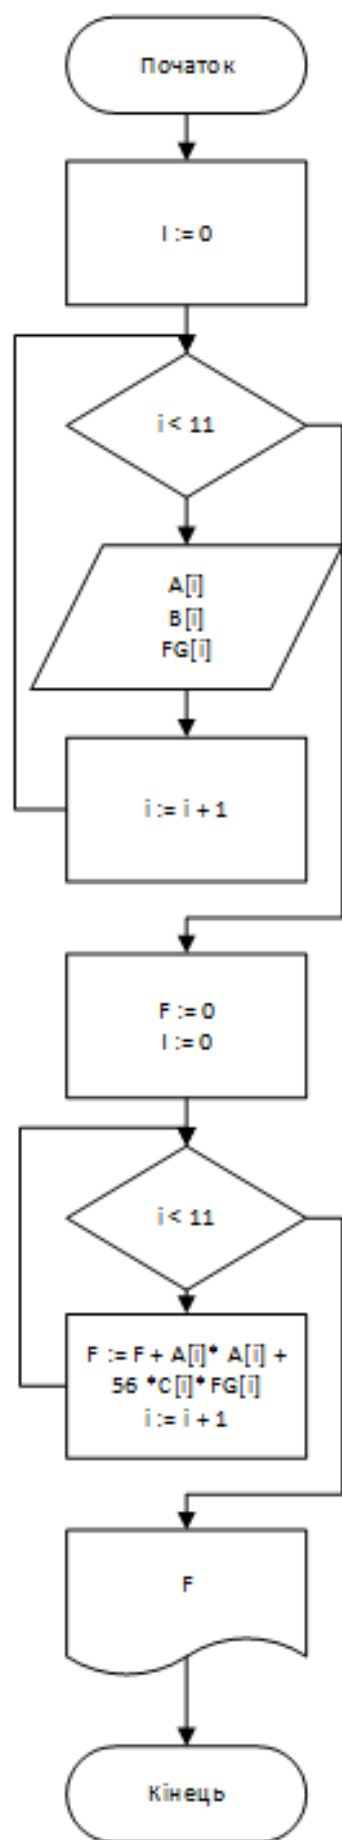 Початок
I := 0
i < 11
A[i]
B[i]
FG[i]
i := i + 1
F := 0
I := 0
i < 11
F := F + A[i]* A[i] +
56 *C[i]* FG[i]
i := i + 1
F
Кінець